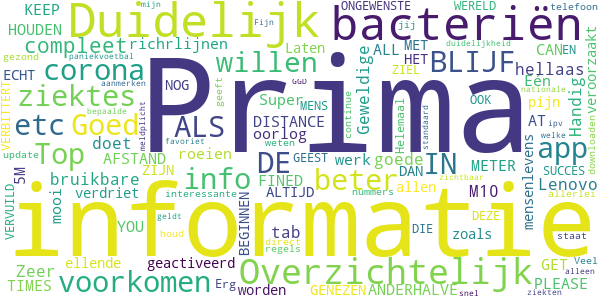 mijn
KEEP
Fijn
Duidelijk
ONGEWENSTE
WERELD
telefoon
bacteriën
HOUDEN
paniekvoetbal
GGD
jij
EN
compleet
richrlijnen
Laten
ALL
MET
duidelijkheid
CAN
gezond
ECHT
aanmerken
corona
willen
NOG
HET
BLIJF
hellaas
Een
Handig
veroorzaakt
Geweldige
ZIEL
VERBITTERT
ziektes
geeft
Prima
meldplicht
bepaalde
Super
MENS
continue
OOK
pijn
etc
Goed
ALS
DISTANCE
oorlog
Helemaal
AT
ipv
nationale
downloaden
Top
doet
roeien
weten
GEEST
werk
goede
standaard
app
AFSTAND
DE
IN
welke
update
5M
bruikbare
ZIJN
info
FINED
beter
DAN
METER
SUCCES
Lenovo
mensenlevens
VERVUILD
mooi
verdriet
favoriet
ALTIJD
allen
M10
YOU
BEGINNEN
tab
interessante
nummers
DEZE
allerlei
informatie
geldt
direct
regels
DIE
zoals
zichtbaar
staat
Zeer
ellende
geactiveerd
Overzichtelijk
GET
Veel
alleen
TIMES
voorkomen
houd
Erg
worden
GENEZEN
ANDERHALVE
snel
PLEASE
ziekten